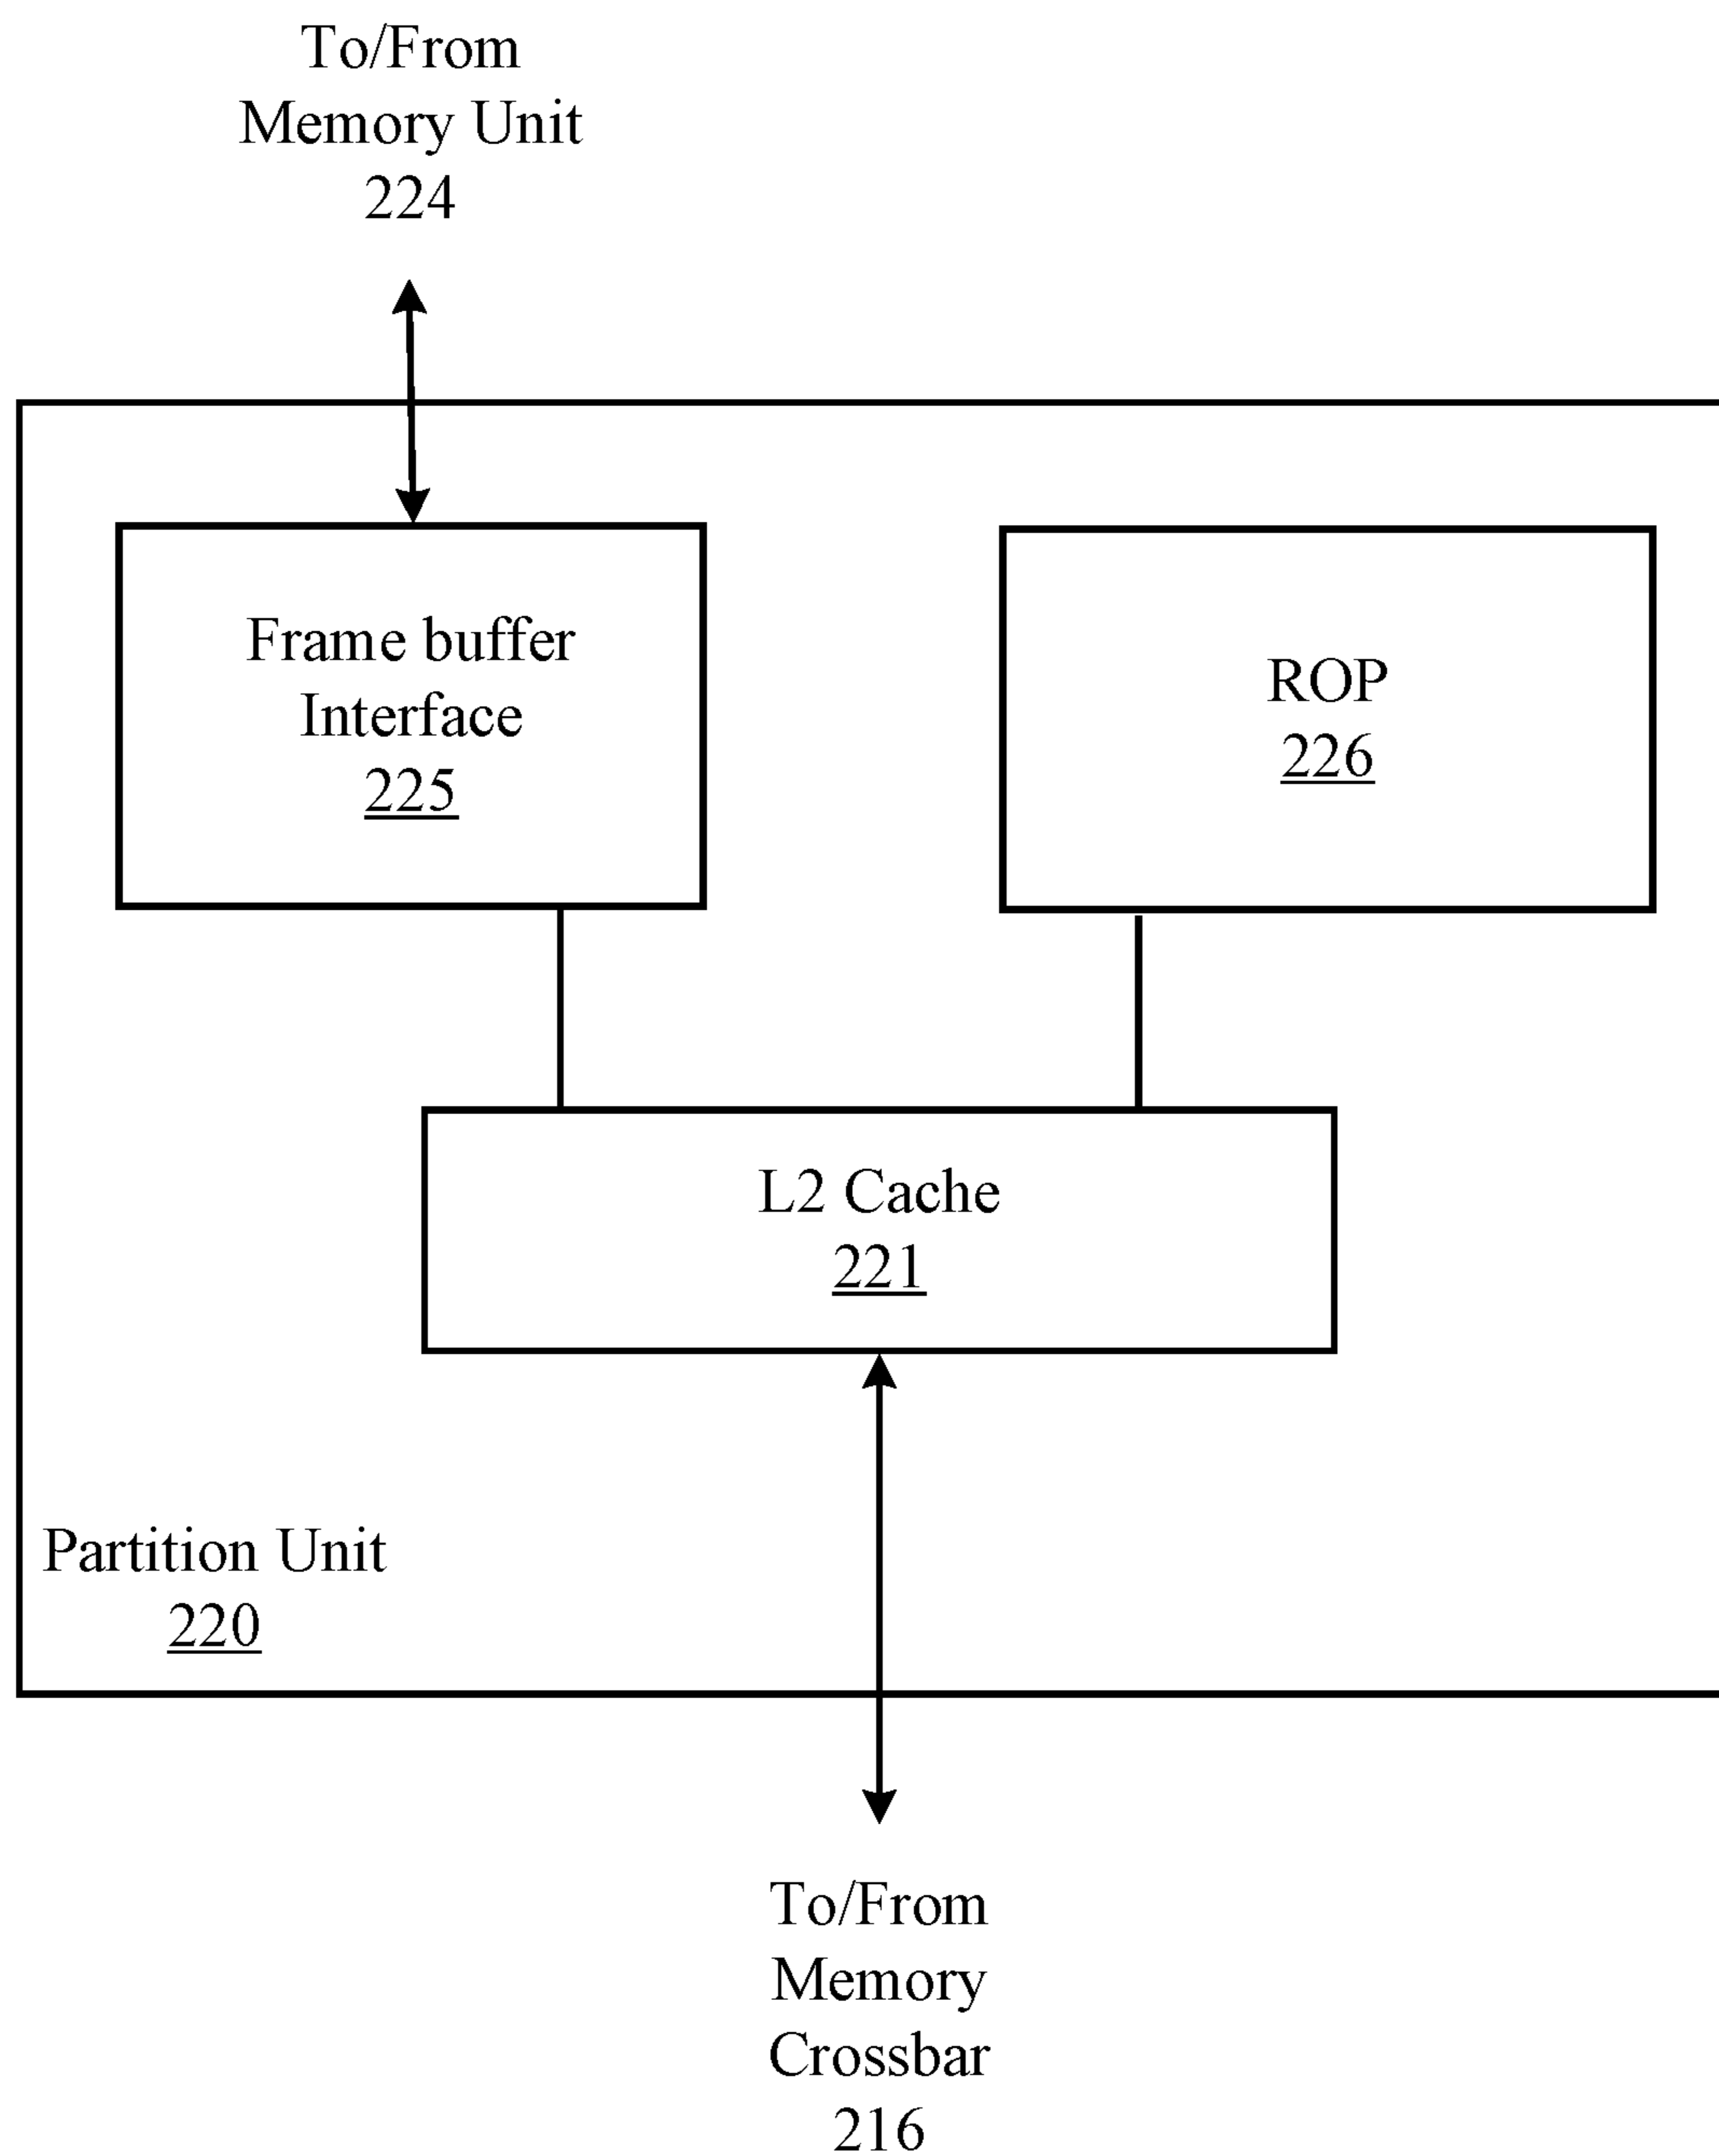 To/From
Memory Unit
224
Frame buffer
Interface
225
ROP
226
L2 Cache
221
Partition Unit
220
To/From
Memory
Crossbar
216